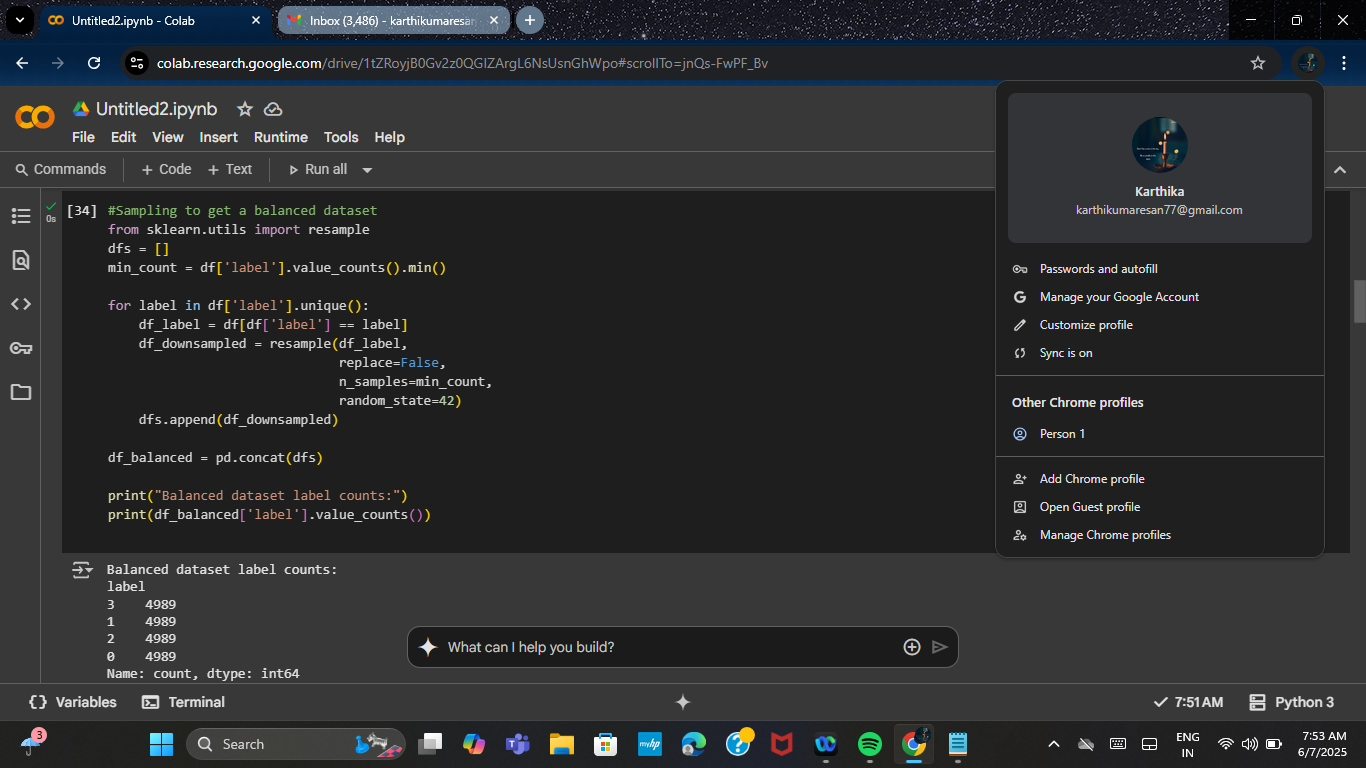 Untitled2.ipynb - Colab
Inbox (3,486) - karthikumaresan
colab.research.google.com/drive/1tZRoyjB0Gv2z0QGIZArgL6NsUsnGhWpo#scrollTo=jnQs-FwPF_Bv
Untitled2.ipynb
File Edit View Insert Runtime Tools Help
Commands + Code + Text Run all
0s
[34] #Sampling to get a balanced dataset
from sklearn.utils import resample
dfs = []
min_count = df['label'].value_counts().min()
for label in df['label'].unique():
df_label = df[df['label'] == label]
df_downsampled = resample(df_label,
replace=False,
n_samples=min_count,
random_state=42)
dfs.append(df_downsampled)
df_balanced = pd.concat(dfs)
print("Balanced dataset label counts:")
print(df_balanced['label'].value_counts())
Balanced dataset label counts:
label
3 4989
1 4989
2 4989
0 4989
Name: count, dtype: int64
What can I help you build?
Karthika
karthikumaresan77@gmail.com
Passwords and autofill
Manage your Google Account
Customize profile
Sync is on
Other Chrome profiles
Person 1
Add Chrome profile
Open Guest profile
Manage Chrome profiles
Variables Terminal
7:51 AM Python 3
3
Search
myhp
ENG
IN
7:53 AM
6/7/2025